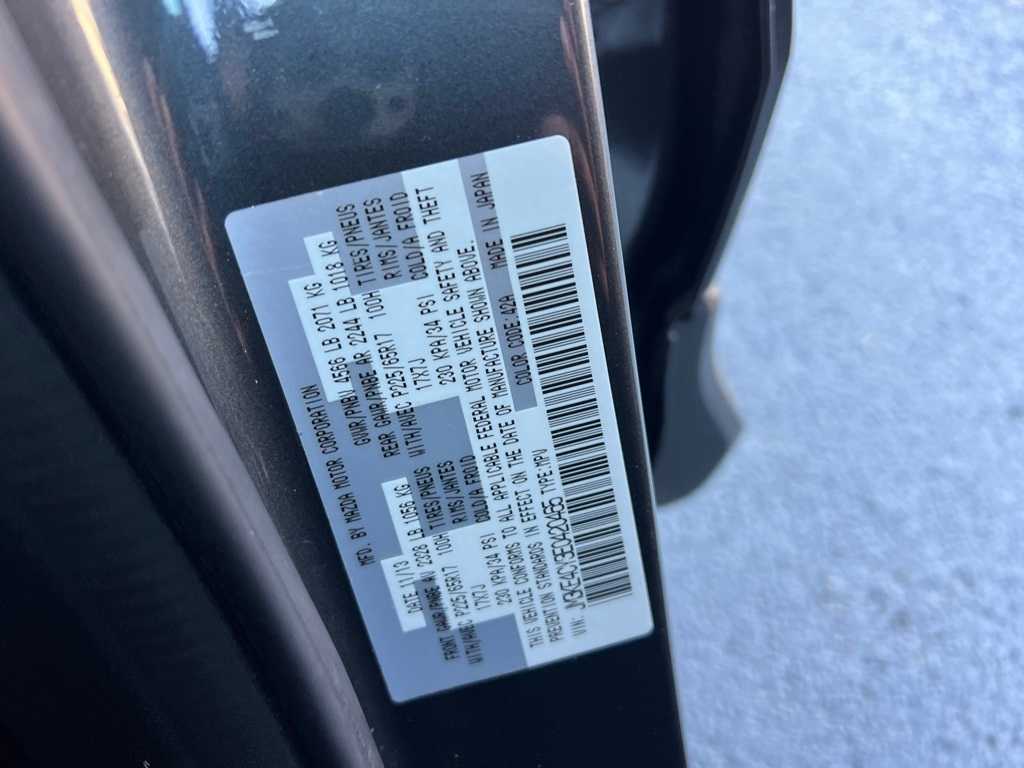 MFD. BY MAZDA MOTOR CORPORATION
DATE GVWR/PNBV 4566 LB 2071 KG
FRONT GAWR/PNBE AV 2328 LB 1056 KG REAR GAWR/PNBE AR 2244 LB 1018 KG
WITH/AVEC P225/65R17 100H TIRES/PNEUS WITH/AVEC P225/65R17 100H TIRES/PNEUS
17X7J RIMS/JANTES 17X7J RIMS/JANTES
230 KPA/34 PSI COLD/A FROID 230 KPA/34 PSI COLD/A FROID
THIS VEHICLE CONFORMS TO ALL APPLICABLE FEDERAL MOTOR VEHICLE SAFETY AND THEFT
PREVENTION STANDARDS IN EFFECT ON THE DATE OF MANUFACTURE SHOWN ABOVE.
VIN: TYPE:MPV COLOR CODE:42A MADE IN JAPAN